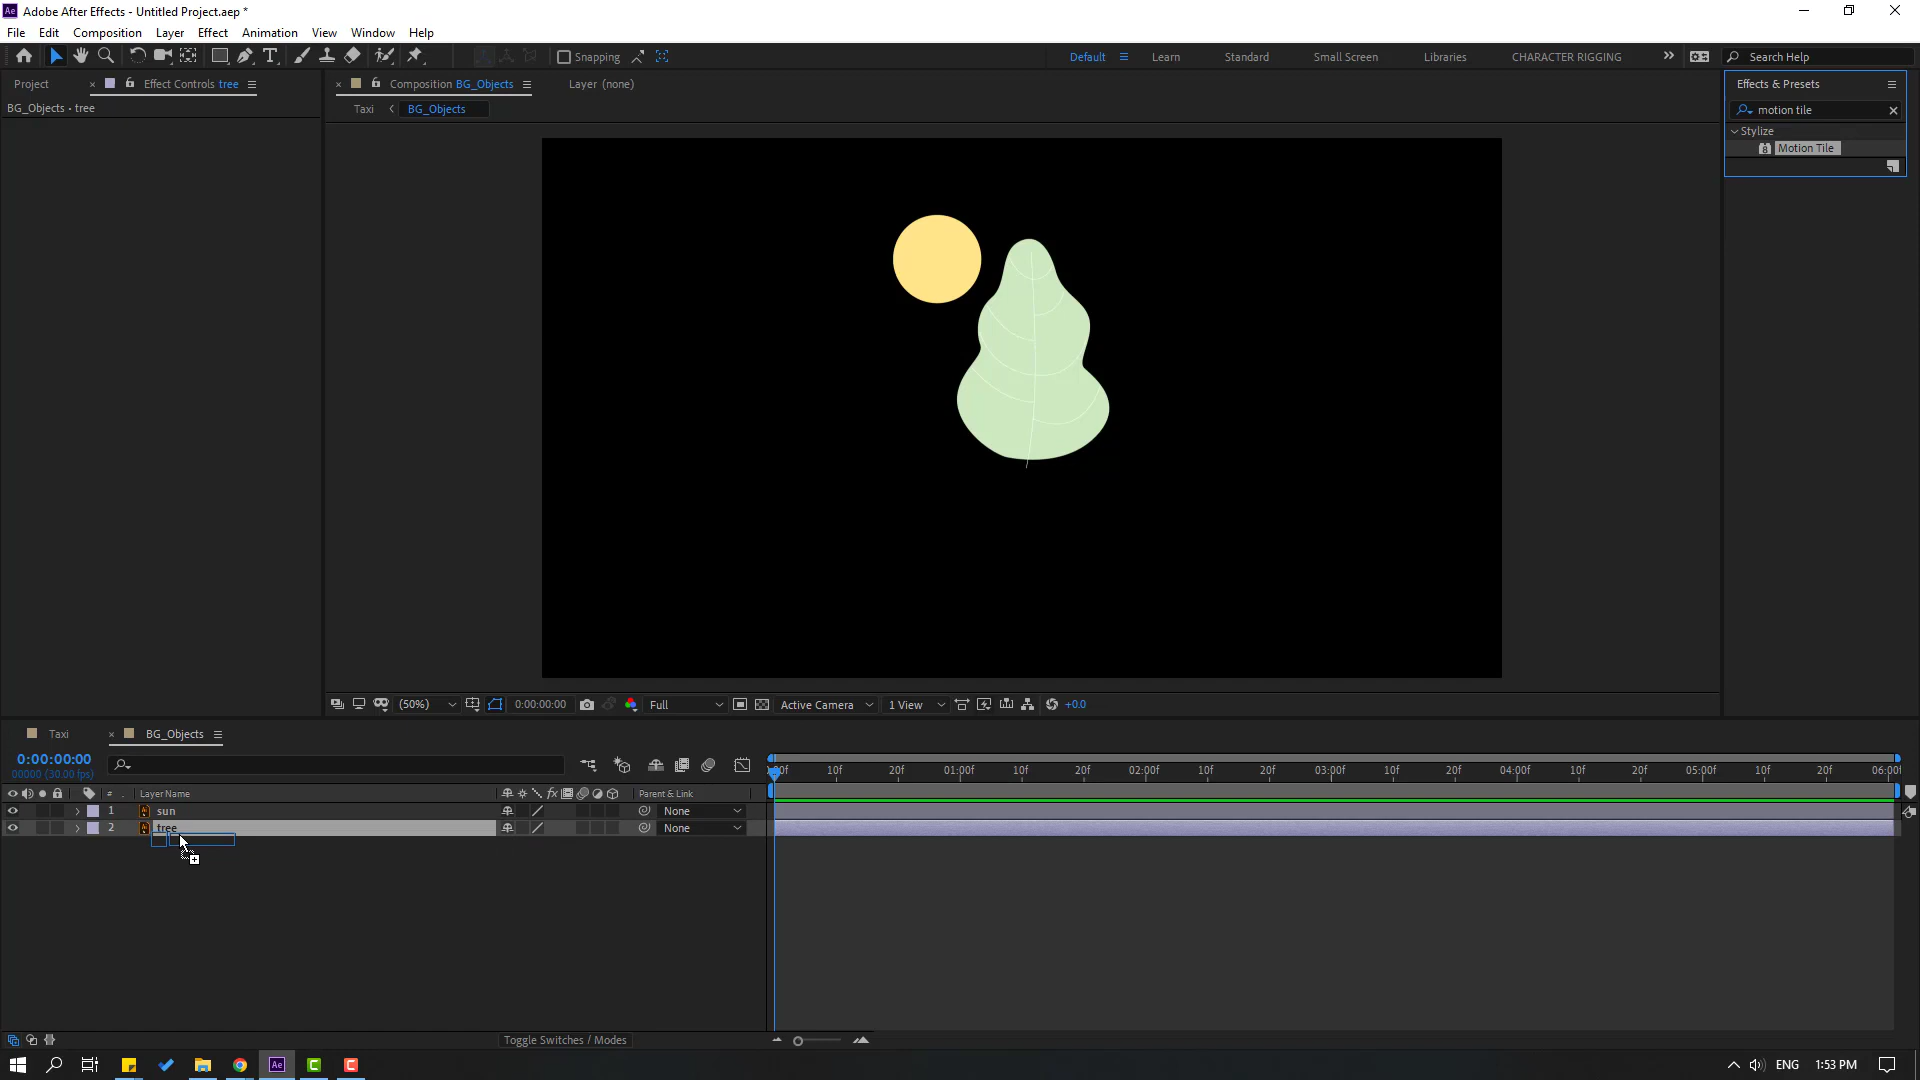 Ae Adobe After Effects - Untitled Project.aep *
File Edit Composition Layer Effect Animation View Window Help
Snapping Default Learn Standard Small Screen Libraries CHARACTER RIGGING Search Help
Project Effect Controls tree Composition BG_Objects Layer (none) Effects & Presets
BG_Objects • tree
Taxi BG_Objects
motion tile
Stylize
8 Motion Tile
(50%) 0:00:00:00 Full Active Camera 1 View +0.0
Taxi BG_Objects
0:00:00:00
00000 (30.00 fps)
:00f 10f 20f 01:00f 10f 20f 02:00f 10f 20f 03:00f 10f 20f 04:00f 10f 20f 05:00f 10f 20f 06:00f
# Layer Name fx Parent & Link
1 sun None
2 tree None
Toggle Switches / Modes
Ae C C ENG 1:53 PM